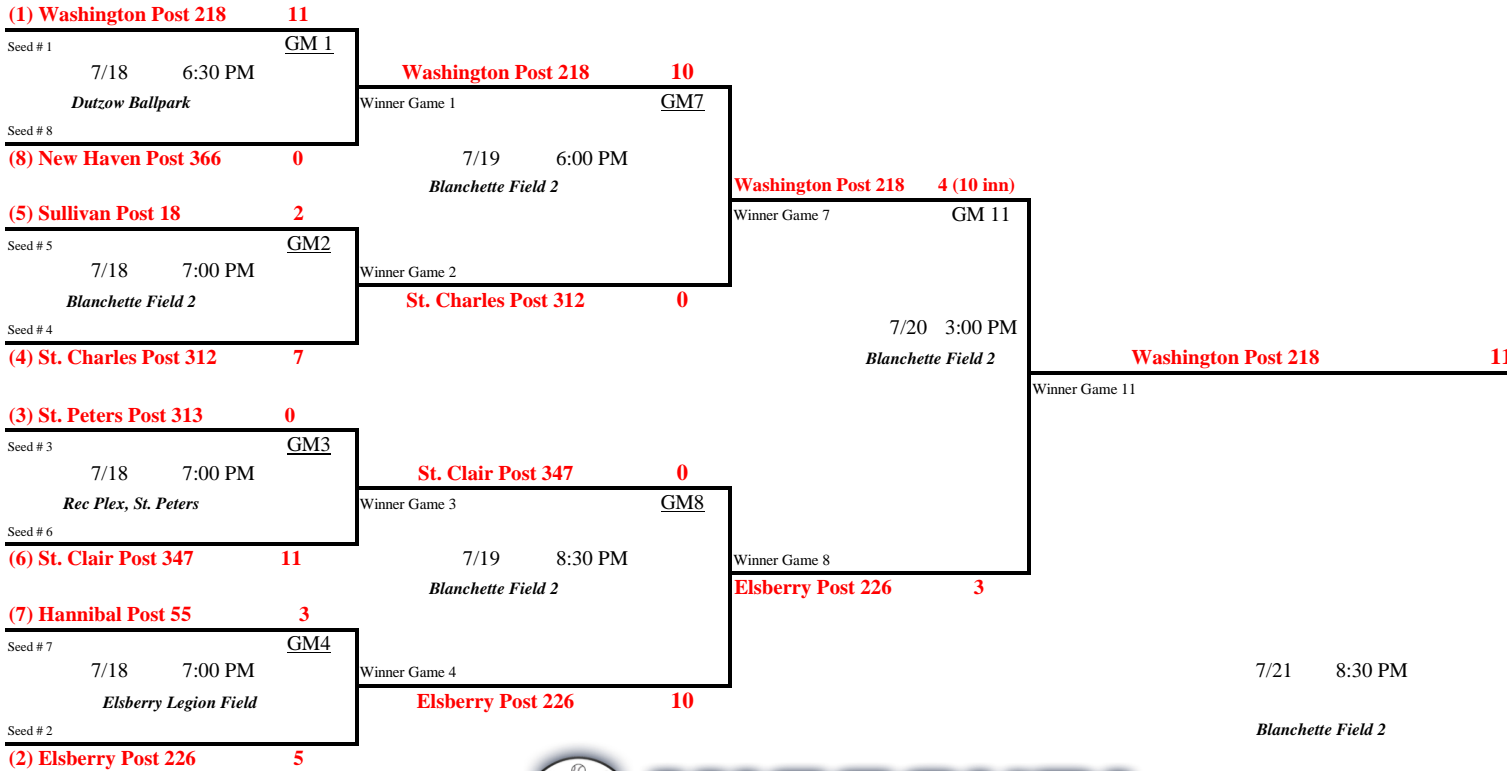 (1) Washington Post 218 11
Seed # 1 GM 1
7/18 6:30 PM
Dutzow Ballpark
Seed # 8
(8) New Haven Post 366 0
(5) Sullivan Post 18 2
Seed # 5 GM2
7/18 7:00 PM
Blanchette Field 2
Seed # 4
(4) St. Charles Post 312 7
(3) St. Peters Post 313 0
Seed # 3 GM3
7/18 7:00 PM
Rec Plex, St. Peters
Seed # 6
(6) St. Clair Post 347 11
(7) Hannibal Post 55 3
Seed # 7 GM4
7/18 7:00 PM
Elsberry Legion Field
Seed # 2
(2) Elsberry Post 226 5
Washington Post 218 10
Winner Game 1 GM7
7/19 6:00 PM
Blanchette Field 2
Winner Game 2
St. Charles Post 312 0
St. Clair Post 347 0
Winner Game 3 GM8
7/19 8:30 PM
Blanchette Field 2
Winner Game 4
Elsberry Post 226 10
Washington Post 218 4 (10 inn)
Winner Game 7 GM 11
7/20 3:00 PM
Blanchette Field 2
Winner Game 8
Elsberry Post 226 3
Washington Post 218 11
Winner Game 11
7/21 8:30 PM
Blanchette Field 2